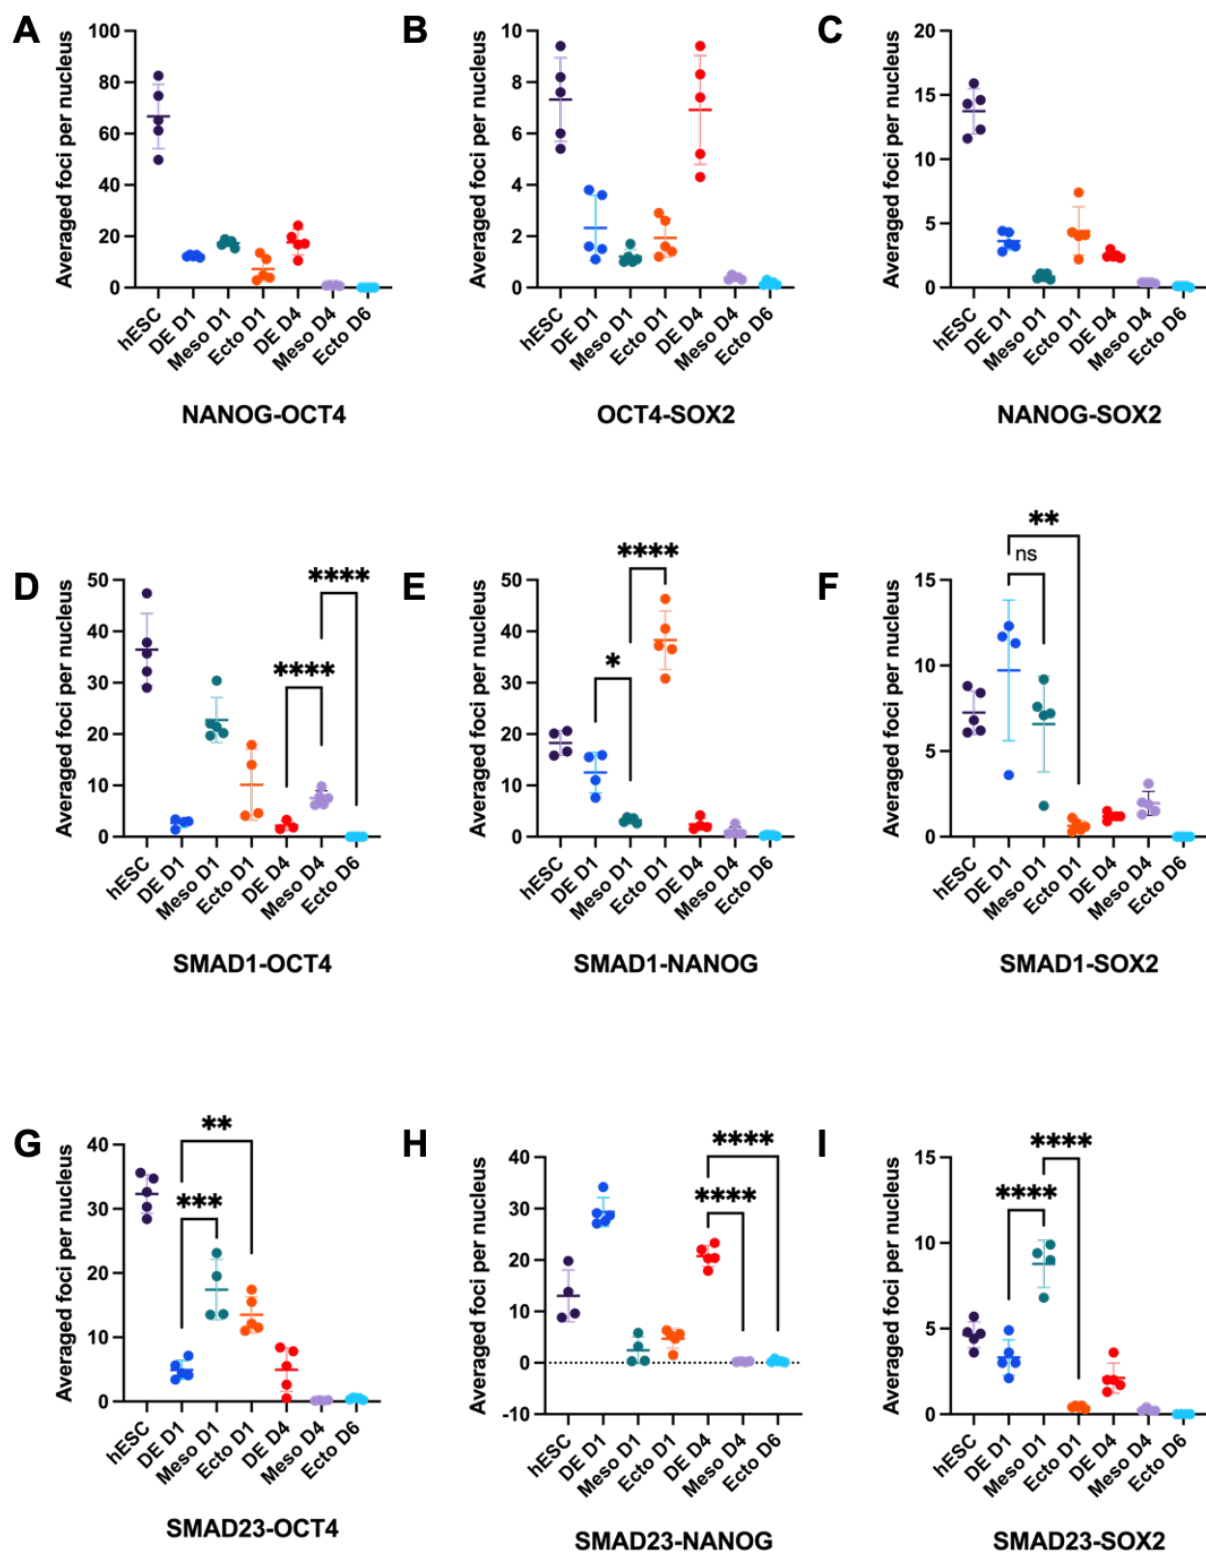 A
Averaged foci per nucleus
100
80
60
40
20
0
hESC
DE D1
Meso D1
Ecto D1
DE D4
Meso D4
Ecto D6
NANOG-OCT4
B
Averaged foci per nucleus
10
8
6
4
2
0
hESC
DE D1
Meso D1
Ecto D1
DE D4
Meso D4
Ecto D6
OCT4-SOX2
C
Averaged foci per nucleus
20
15
10
5
0
hESC
DE D1
Meso D1
Ecto D1
DE D4
Meso D4
Ecto D6
NANOG-SOX2
D
Averaged foci per nucleus
50
40
30
20
10
0
****
****
hESC
DE D1
Meso D1
Ecto D1
DE D4
Meso D4
Ecto D6
SMAD1-OCT4
E
Averaged foci per nucleus
50
40
30
20
10
0
****
*
hESC
DE D1
Meso D1
Ecto D1
DE D4
Meso D4
Ecto D6
SMAD1-NANOG
F
Averaged foci per nucleus
15
10
5
0
**
ns
hESC
DE D1
Meso D1
Ecto D1
DE D4
Meso D4
Ecto D6
SMAD1-SOX2
G
Averaged foci per nucleus
40
30
20
10
0
**
***
hESC
DE D1
Meso D1
Ecto D1
DE D4
Meso D4
Ecto D6
SMAD23-OCT4
H
Averaged foci per nucleus
40
30
20
10
0
-10
****
****
hESC
DE D1
Meso D1
Ecto D1
DE D4
Meso D4
Ecto D6
SMAD23-NANOG
I
Averaged foci per nucleus
15
10
5
0
****
****
hESC
DE D1
Meso D1
Ecto D1
DE D4
Meso D4
Ecto D6
SMAD23-SOX2